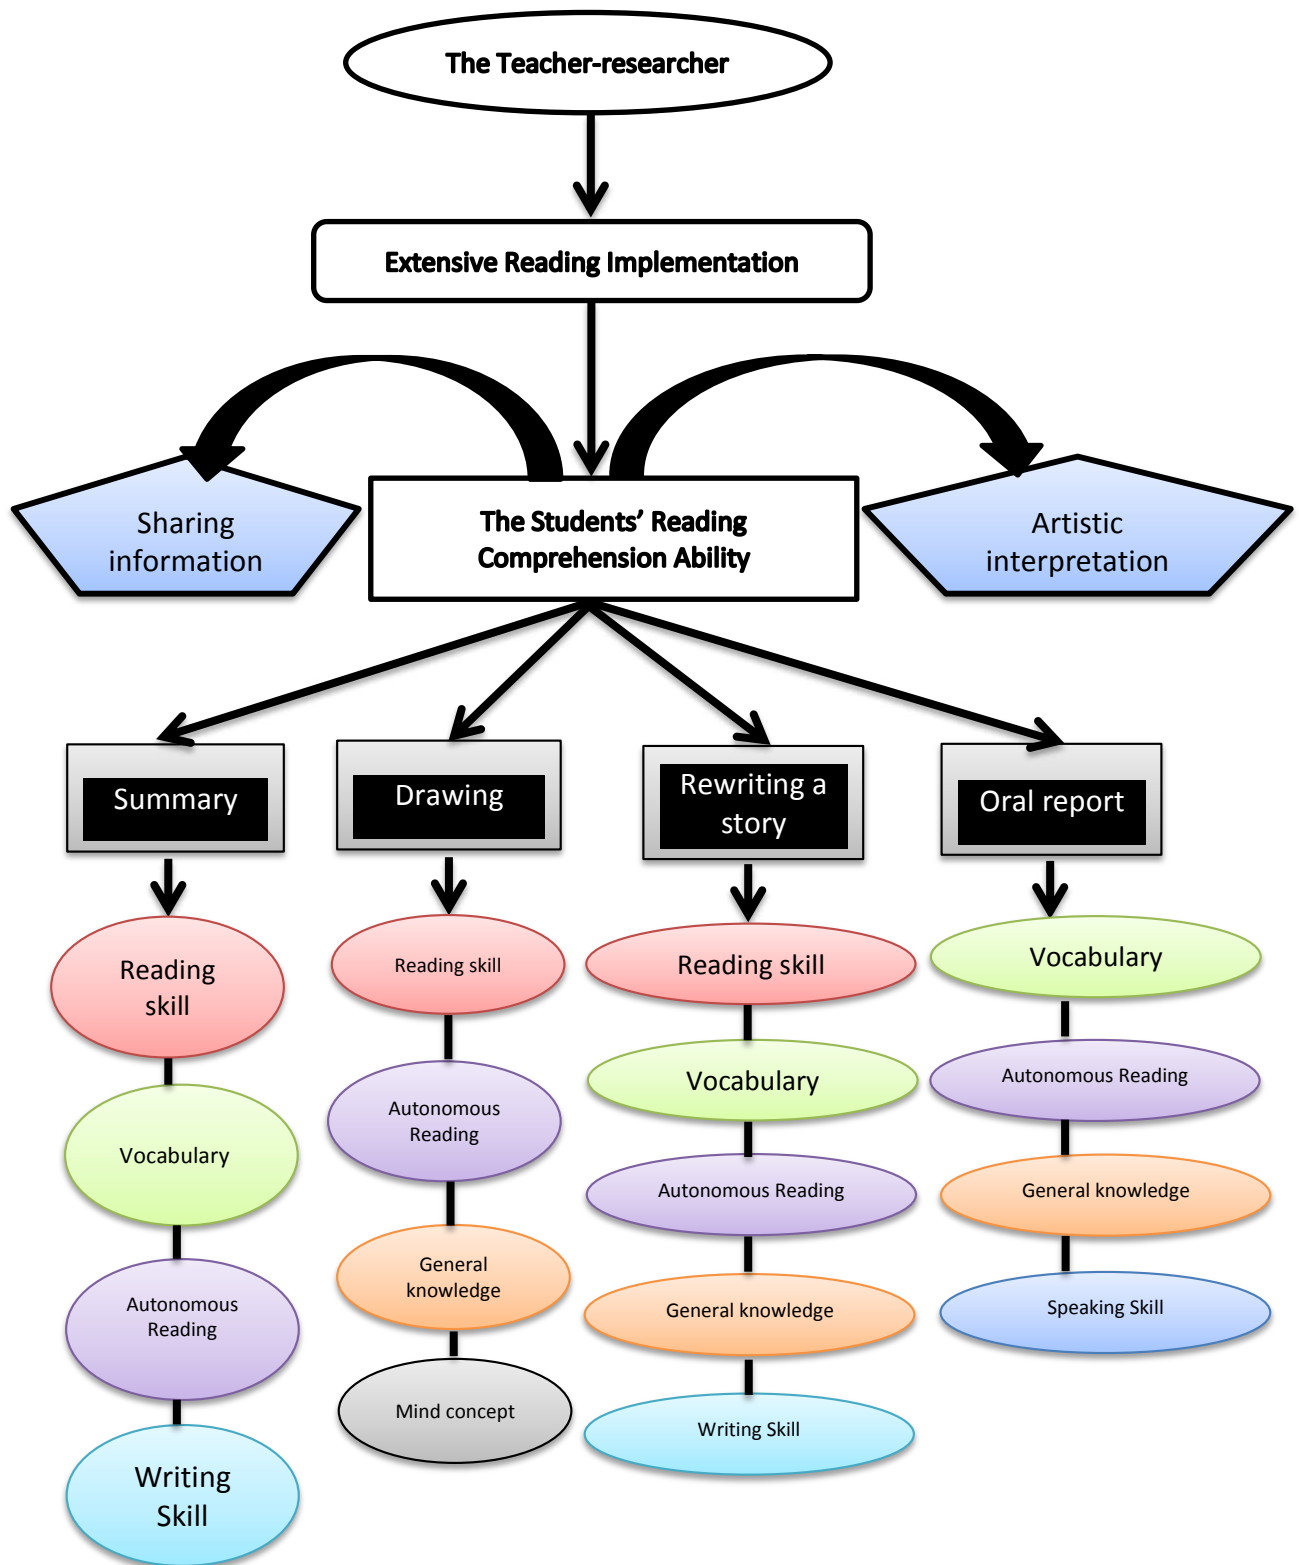 The Teacher-researcher
Extensive Reading Implementation
Sharing
information
The Students’ Reading
Comprehension Ability
Artistic
interpretation
Summary
Drawing
Rewriting a
story
Oral report
Reading
skill
Vocabulary
Autonomous
Reading
Writing
Skill
Reading skill
Autonomous
Reading
General
knowledge
Mind concept
Reading skill
Vocabulary
Autonomous Reading
General knowledge
Writing Skill
Vocabulary
Autonomous Reading
General knowledge
Speaking Skill